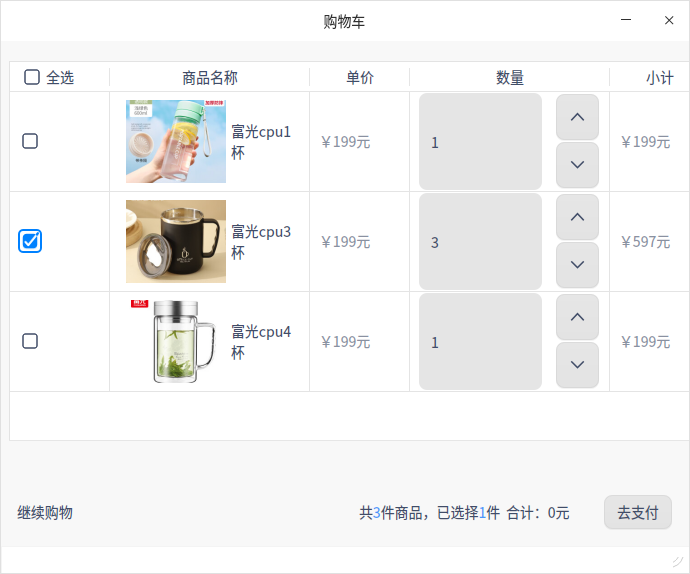 购物车
全选 商品名称 单价 数量 小计
富光cpu1
杯
￥199元 1 ￥199元
富光cpu3
杯
￥199元 3 ￥597元
富光cpu4
杯
￥199元 1 ￥199元
继续购物 共3件商品，已选择1件 合计：0元 去支付